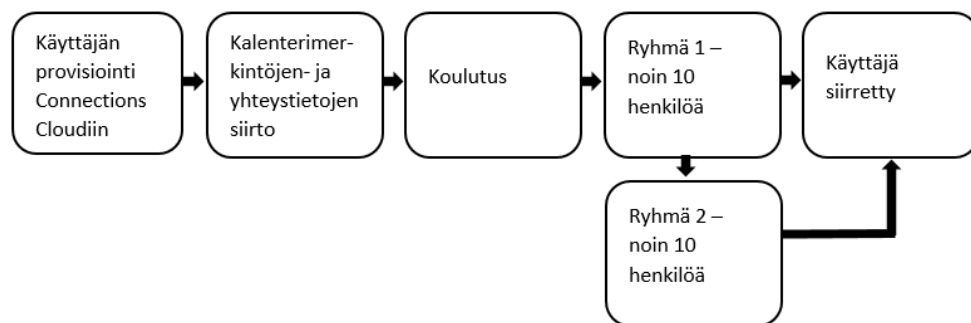 Käyttäjän
provisiointi
Connections
Cloudiin
Kalenterimer-
kintöjen- ja
yhteystietojen
siirto
Koulutus
Ryhmä 1 –
noin 10
henkilöä
Käyttäjä
siirretty
Ryhmä 2 –
noin 10
henkilöä